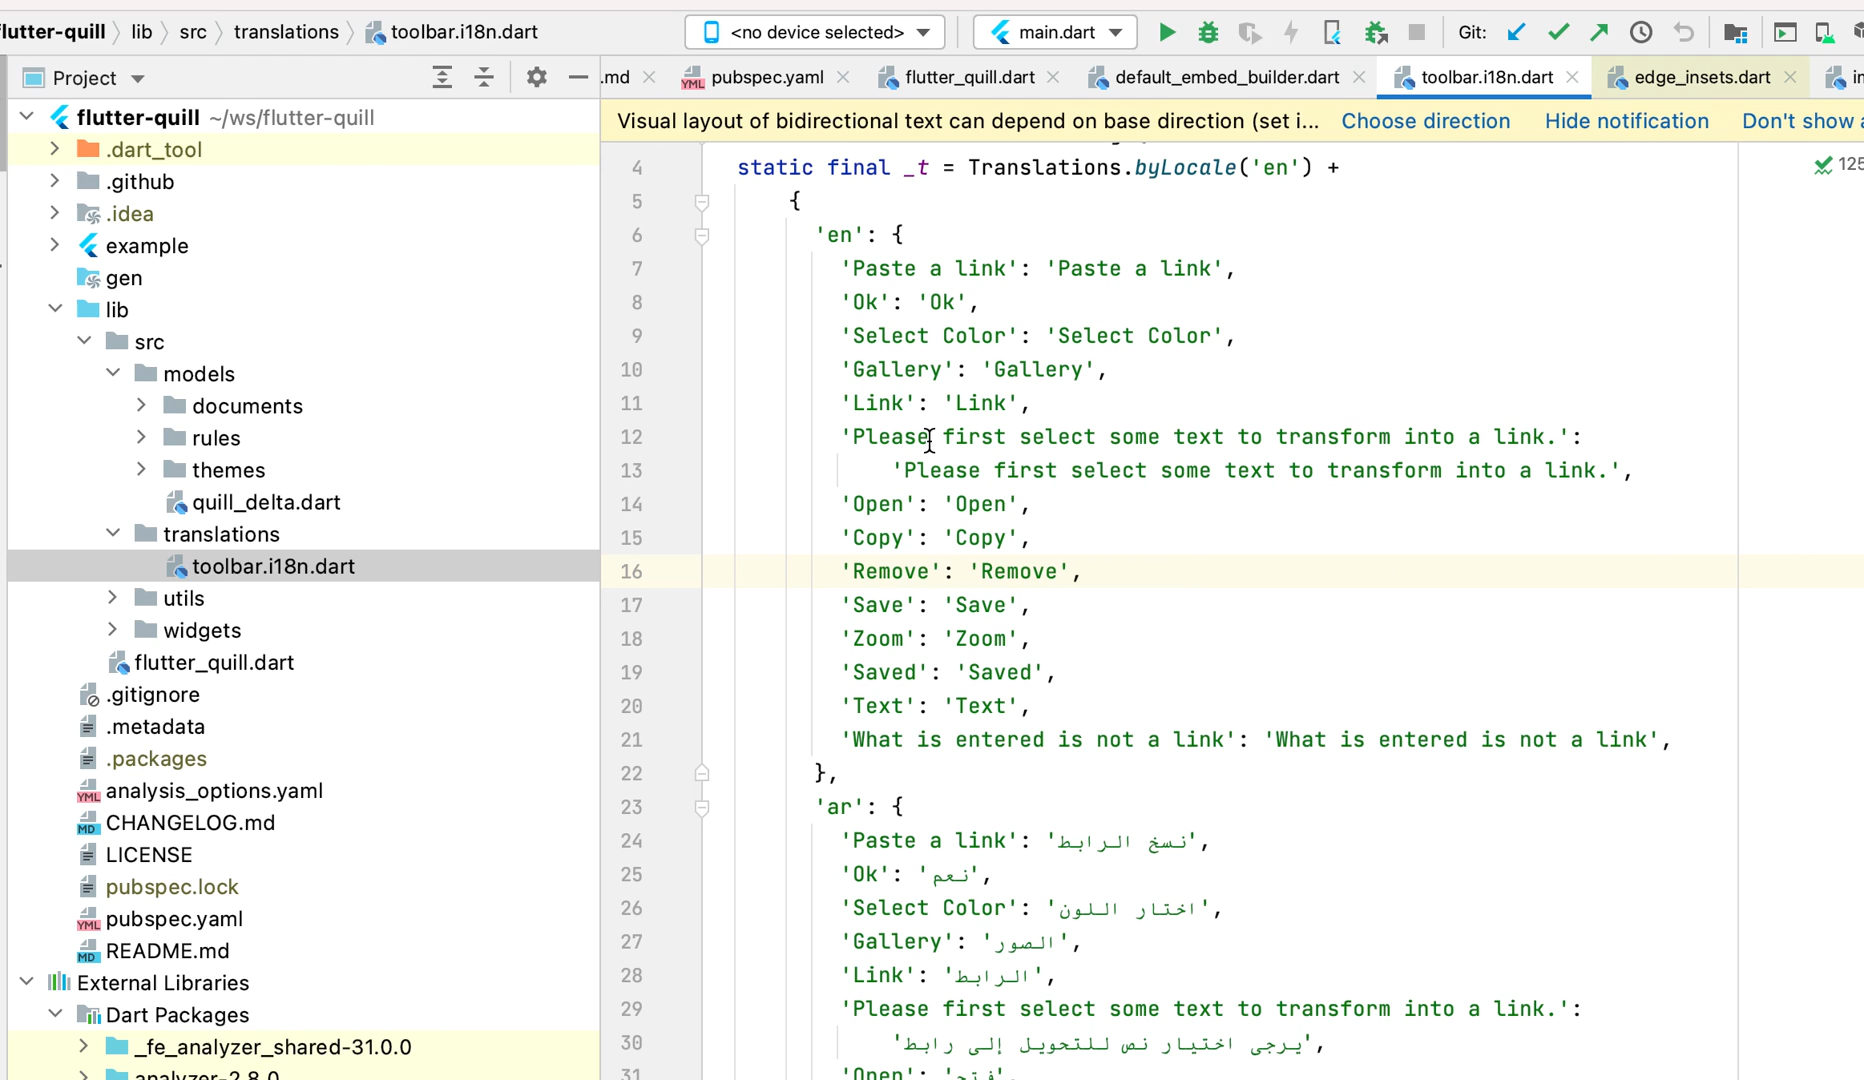 flutter-quill lib src translations toolbar.i18n.dart <no device selected> main.dart Git:
Project
.md pubspec.yaml flutter_quill.dart default_embed_builder.dart toolbar.i18n.dart edge_insets.dart
Visual layout of bidirectional text can depend on base direction (set i... Choose direction Hide notification Don't show
flutter-quill ~/ws/flutter-quill
.dart_tool
.github
.idea
example
gen
lib
src
models
documents
rules
themes
quill_delta.dart
translations
toolbar.i18n.dart
utils
widgets
flutter_quill.dart
.gitignore
.metadata
.packages
analysis_options.yaml
CHANGELOG.md
LICENSE
pubspec.lock
pubspec.yaml
README.md
External Libraries
Dart Packages
_fe_analyzer_shared-31.0.0
analyzer-2.8.0
4 static final _t = Translations.byLocale('en') +
125
5 {
6 'en': {
7 'Paste a link': 'Paste a link',
8 'Ok': 'Ok',
9 'Select Color': 'Select Color',
10 'Gallery': 'Gallery',
11 'Link': 'Link',
12 'Please first select some text to transform into a link.':
13 'Please first select some text to transform into a link.',
14 'Open': 'Open',
15 'Copy': 'Copy',
16 'Remove': 'Remove',
17 'Save': 'Save',
18 'Zoom': 'Zoom',
19 'Saved': 'Saved',
20 'Text': 'Text',
21 'What is entered is not a link': 'What is entered is not a link',
22 },
23 'ar': {
24 'Paste a link': 'نسخ الرابط',
25 'Ok': 'نعم',
26 'Select Color': 'اختار اللون',
27 'Gallery': 'الصور',
28 'Link': 'الرابط',
29 'Please first select some text to transform into a link.':
30 'يرجى اختيار نص للتحويل إلى رابط',
31 'Open': 'فتح',